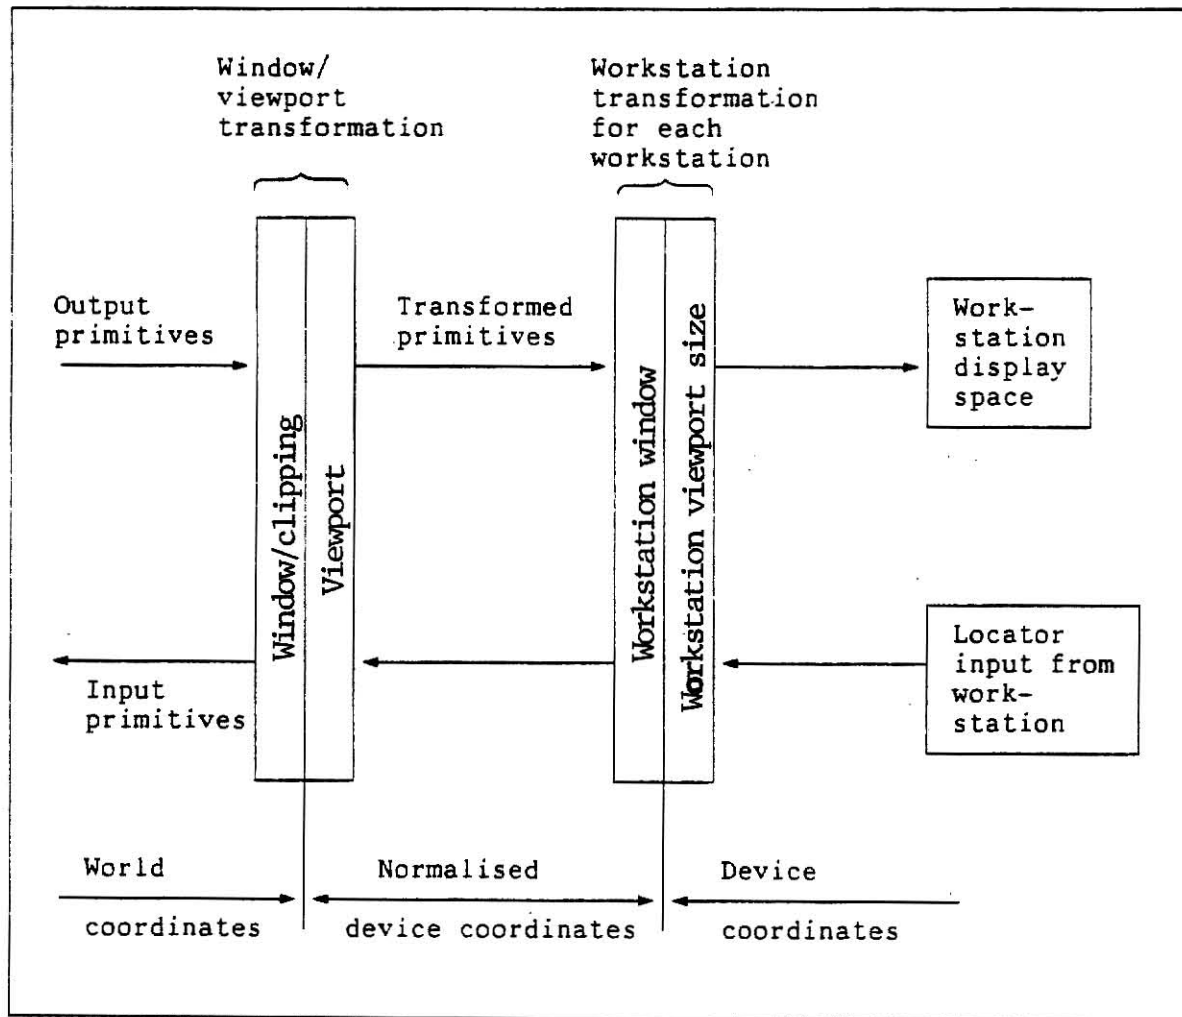 Window/
viewport
transformation
Workstation
transformation
for each
workstation
Output
primitives
Transformed
primitives
Work-
station
display
space
Window/clipping
Viewport
Workstation window
Workstation viewport size
Input
primitives
Locator
input from
work-
station
World
coordinates
Normalised
device coordinates
Device
coordinates